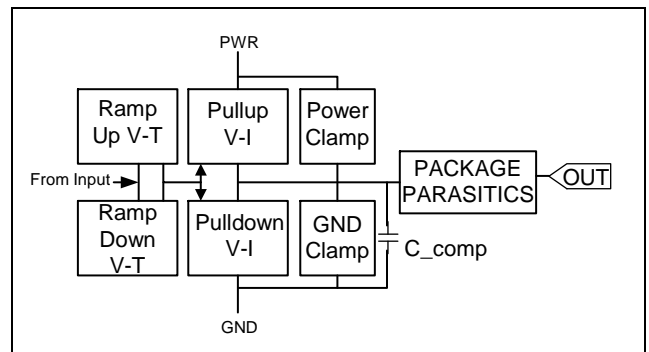 PWR
Ramp
Up V-T
Pullup
V-I
Power
Clamp
From Input
PACKAGE
PARASITICS
OUT
Ramp
Down
V-T
Pulldown
V-I
GND
Clamp
C_comp
GND